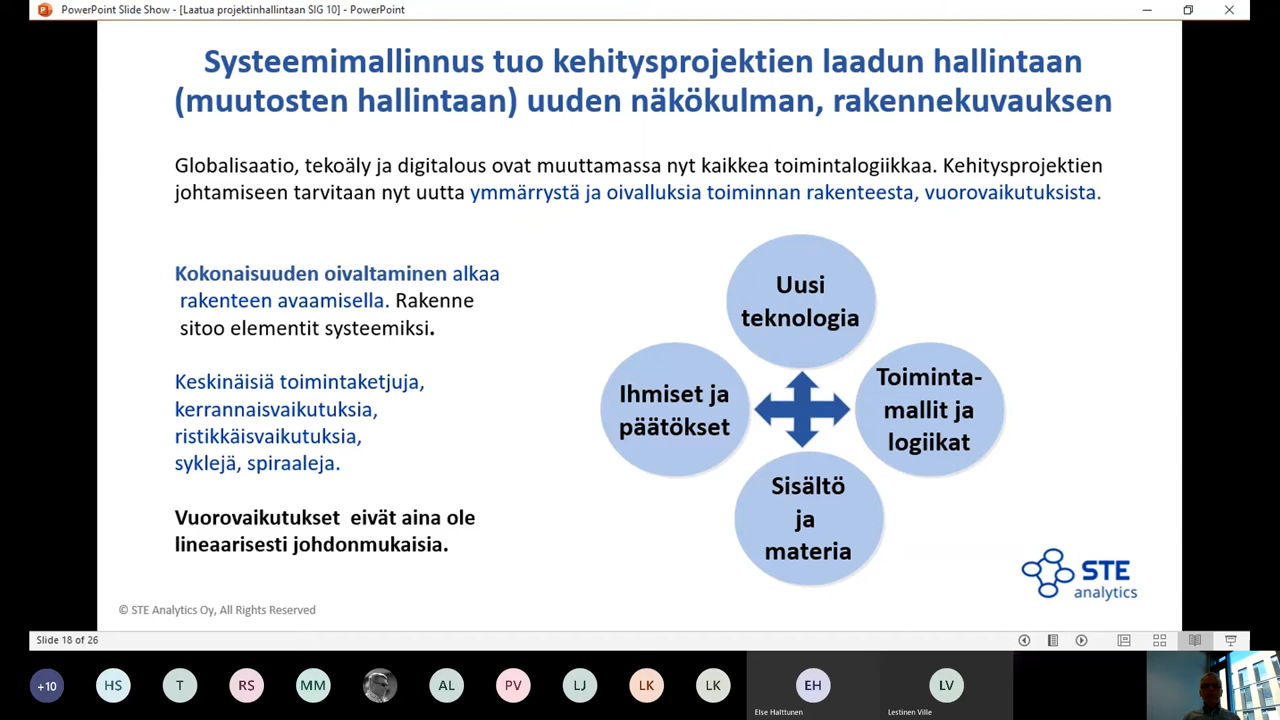 PowerPoint Slide Show - [Laatua projektinhallintaan SIG 10] - PowerPoint
Systeemimallinnus tuo kehitysprojektien laadun hallintaan
(muutosten hallintaan) uuden näkökulman, rakennekuvauksen
Globalisaatio, tekoäly ja digitalous ovat muuttamassa nyt kaikkea toimintalogiikkaa. Kehitysprojektien
johtamiseen tarvitaan nyt uutta ymmärrystä ja oivalluksia toiminnan rakenteesta, vuorovaikutuksista.
Kokonaisuuden oivaltaminen alkaa
rakenteen avaamisella. Rakenne
sitoo elementit systeemiksi.
Keskinäisiä toimintaketjuja,
kerrannaisvaikutuksia,
ristikkäisvaikutuksia,
syklejä, spiraaleja.
Vuorovaikutukset eivät aina ole
lineaarisesti johdonmukaisia.
Uusi
teknologia
Ihmiset ja
päätökset
Toiminta-
mallit ja
logiikat
Sisältö
ja
materia
STE
analytics
© STE Analytics Oy, All Rights Reserved
Slide 18 of 26
+10
HS
T
RS
MM
AL
PV
LJ
LK
LK
EH
LV
Else Halttunen
Lestinen Ville